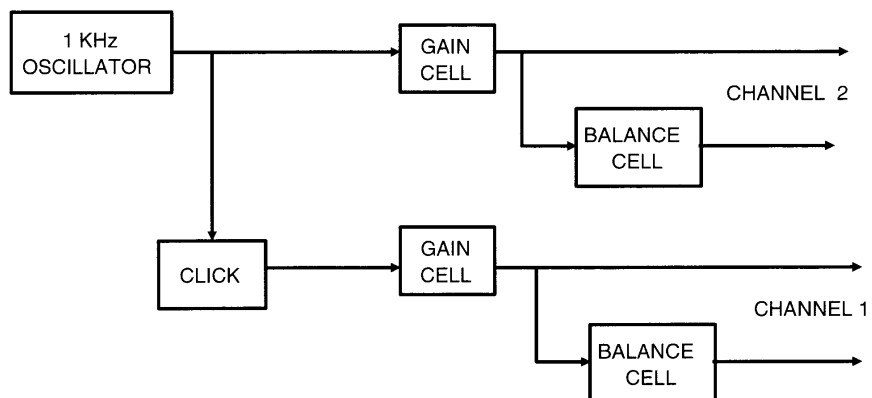 1 KHz
OSCILLATOR
GAIN
CELL
CHANNEL 2
BALANCE
CELL
CLICK
GAIN
CELL
CHANNEL 1
BALANCE
CELL